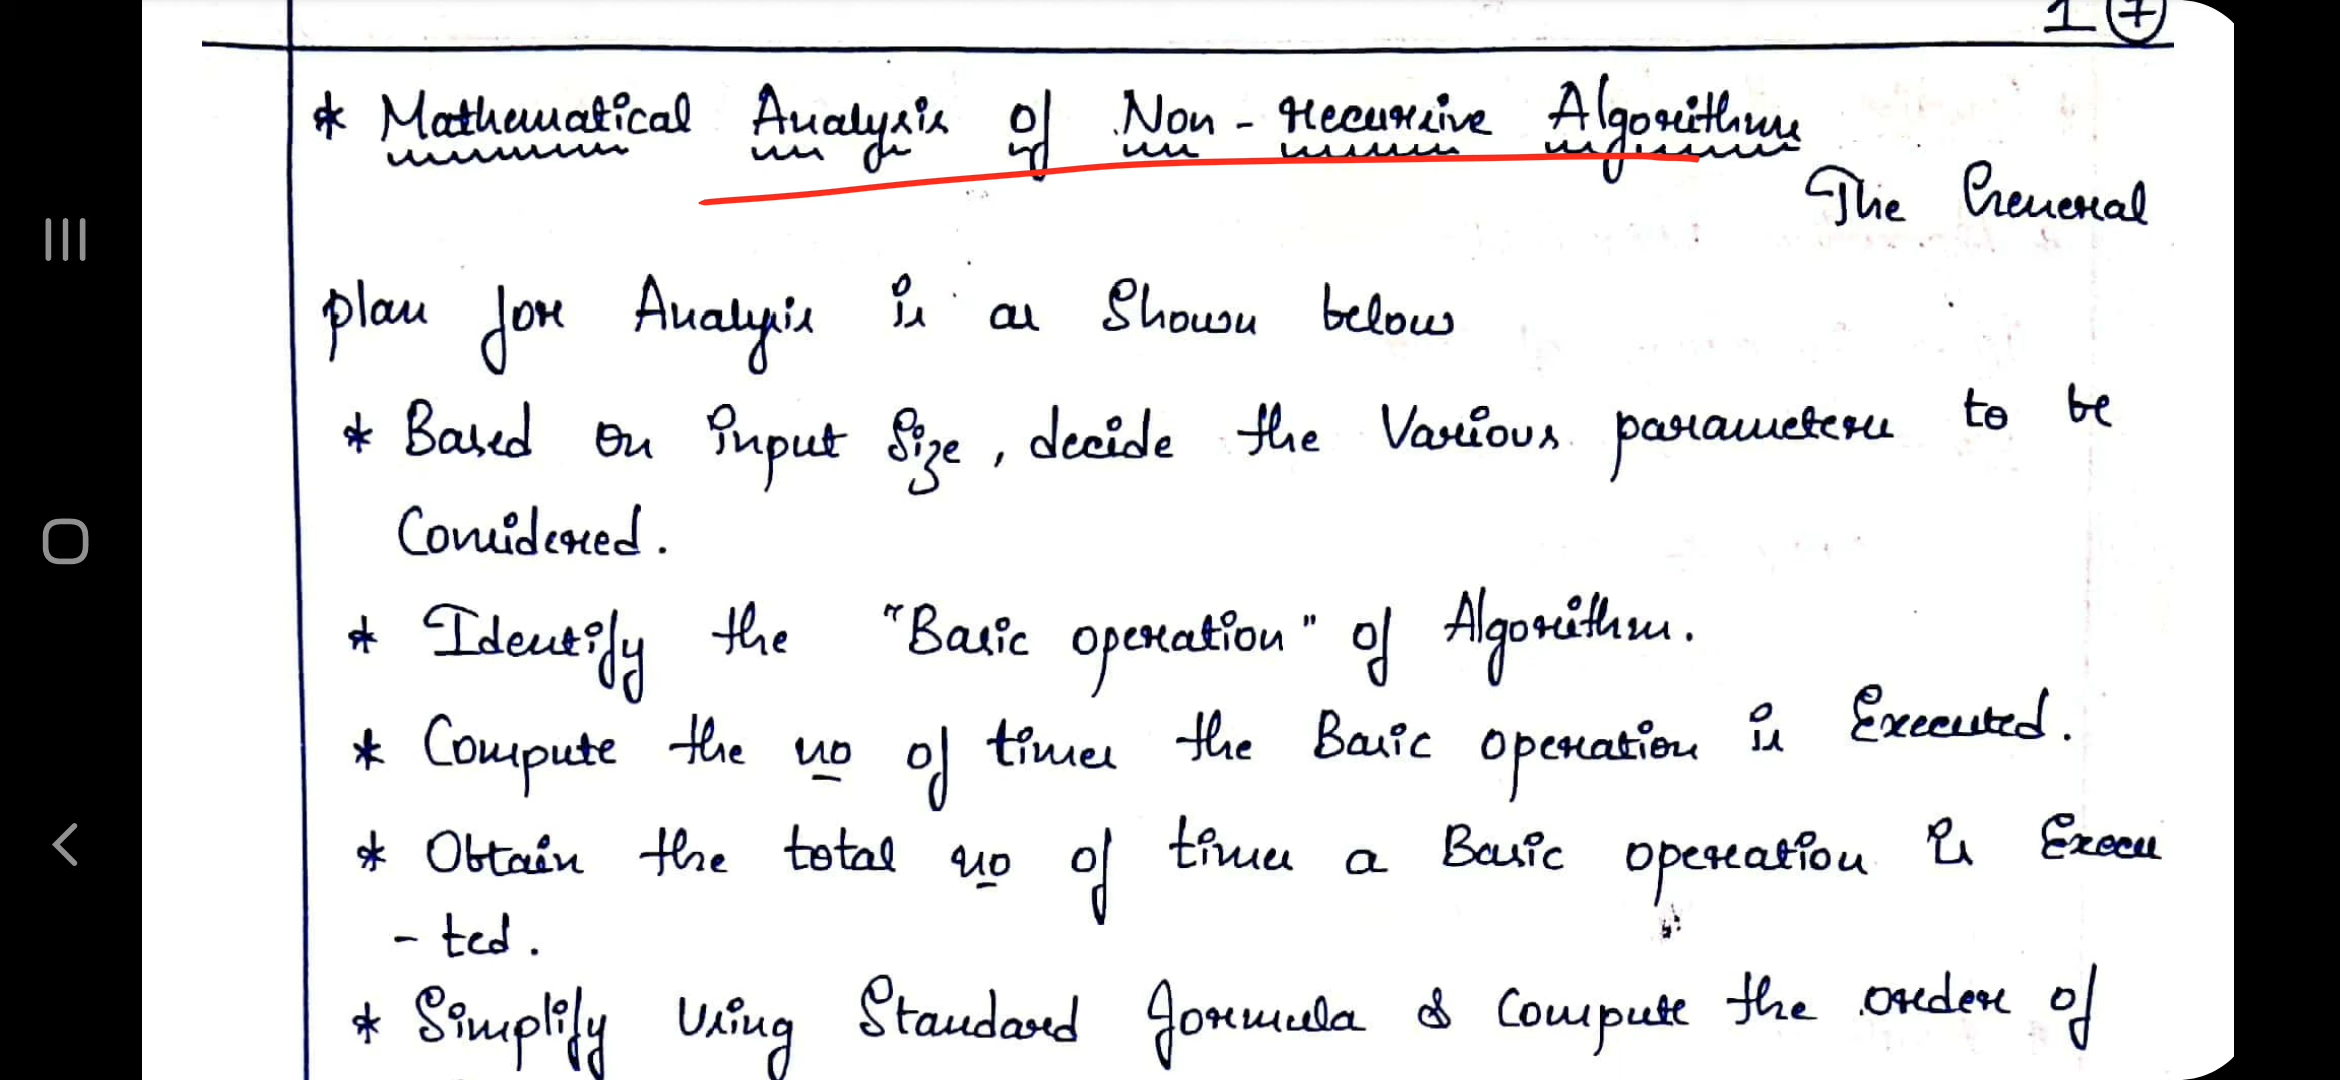 * Mathematical Analysis of Non-recursive Algorithms
The General
plan for Analysis is as Shown below
* Based on input size, decide the Various parameters to be
Considered.
* Identify the "Basic operation" of Algorithm.
* Compute the no of times the Basic operation is Executed.
* Obtain the total no of times a Basic operation is Execu
- ted.
* Simplify Using Standard formula & Compute the order of